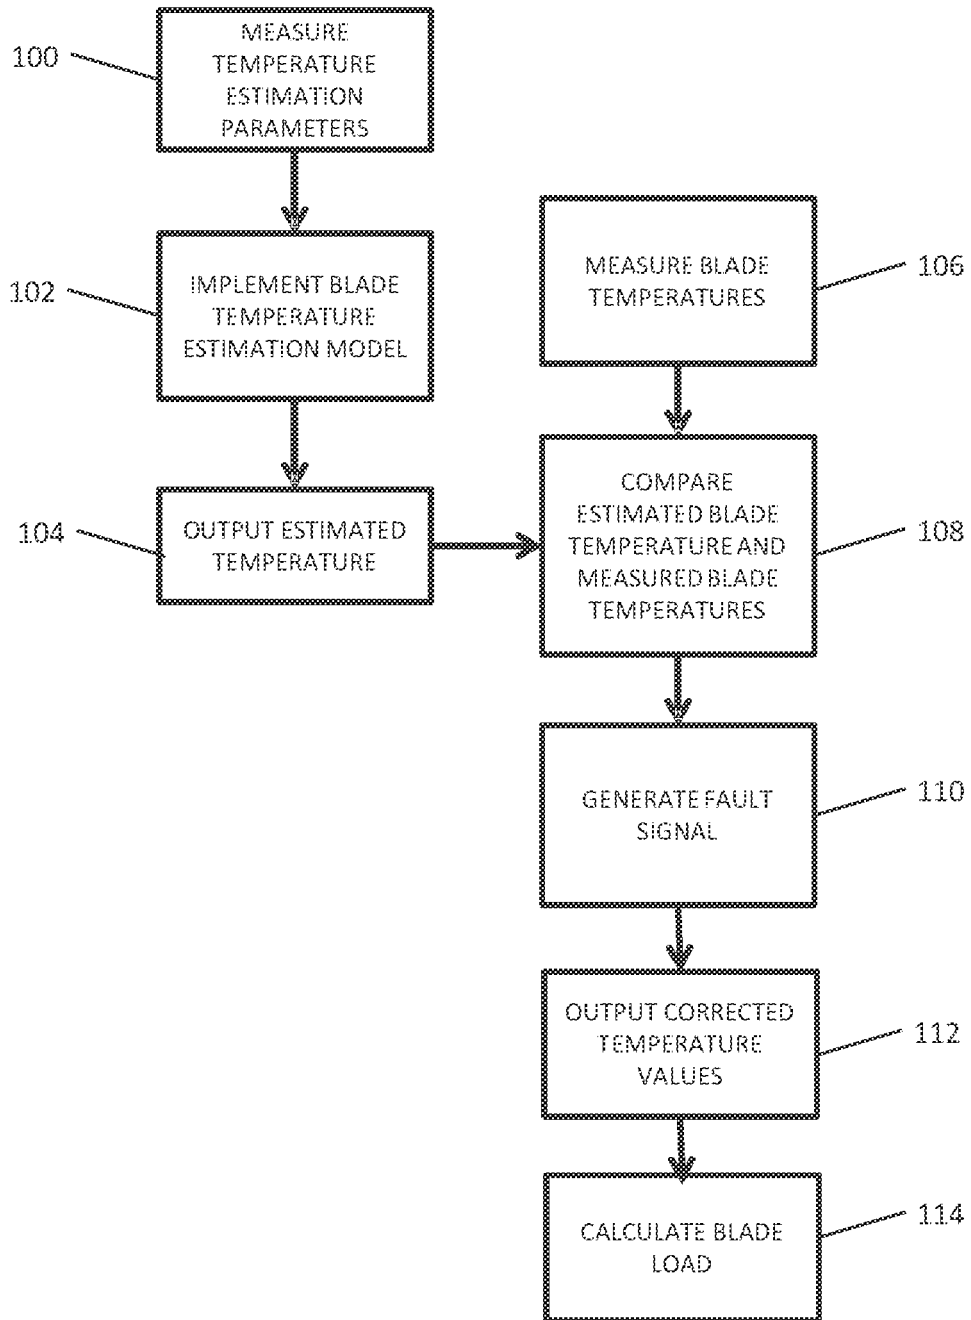 100
MEASURE
TEMPERATURE
ESTIMATION
PARAMETERS
102
IMPLEMENT BLADE
TEMPERATURE
ESTIMATION MODEL
104
OUTPUT ESTIMATED
TEMPERATURE
MEASURE BLADE
TEMPERATURES
106
COMPARE
ESTIMATED BLADE
TEMPERATURE AND
MEASURED BLADE
TEMPERATURES
108
GENERATE FAULT
SIGNAL
110
OUTPUT CORRECTED
TEMPERATURE
VALUES
112
CALCULATE BLADE
LOAD
114